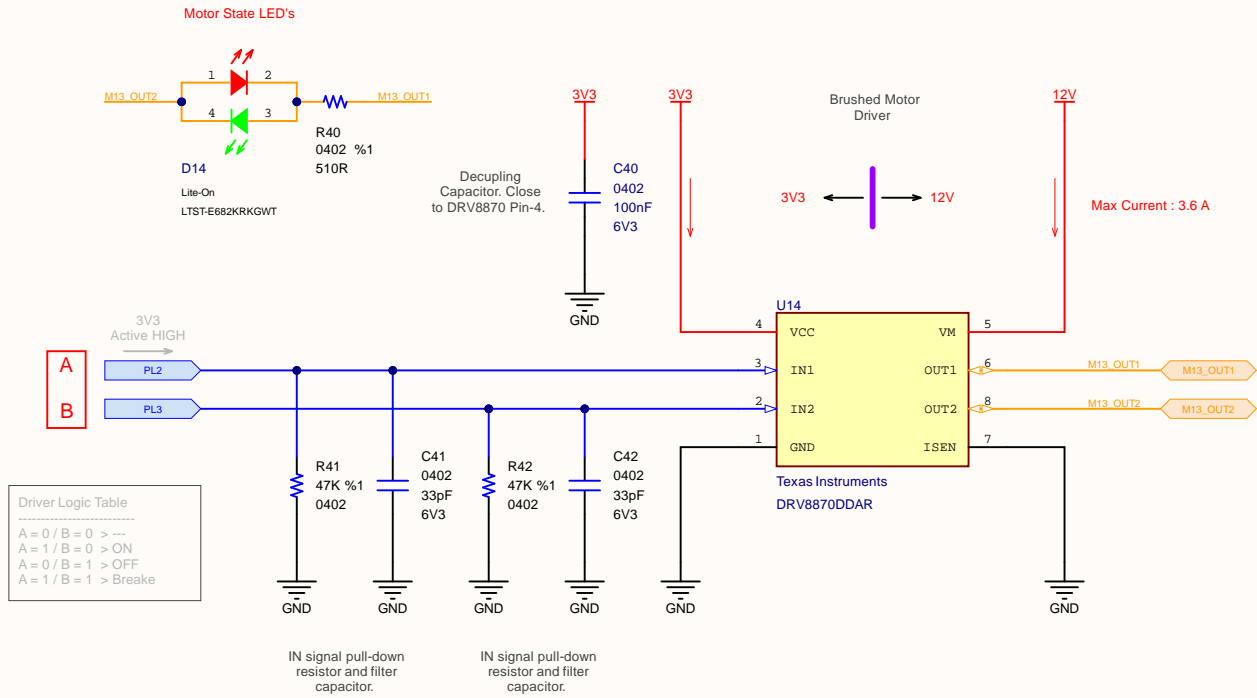 Motor State LED's
1
2
M13_OUT2
M13_OUT1
4
3
R40
0402 %1
510R
D14
Lite-On
LTST-E682KRKGWT
3V3
Decupling
Capacitor. Close
to DRV8870 Pin-4.
C40
0402
100nF
6V3
GND
3V3
Brushed Motor
Driver
3V3
12V
12V
Max Current : 3.6 A
3V3
Active HIGH
A
B
PL2
PL3
U14
4
VCC
VM
5
3
IN1
OUT1
6
M13_OUT1
M13_OUT1
2
IN2
OUT2
8
M13_OUT2
M13_OUT2
1
GND
ISEN
7
Texas Instruments
DRV8870DDAR
R41
47K %1
0402
C41
0402
33pF
6V3
R42
47K %1
0402
C42
0402
33pF
6V3
Driver Logic Table
--------------------------
A = 0 / B = 0 > ---
A = 1 / B = 0 > ON
A = 0 / B = 1 > OFF
A = 1 / B = 1 > Breake
GND
GND
GND
GND
GND
GND
IN signal pull-down
resistor and filter
capacitor.
IN signal pull-down
resistor and filter
capacitor.